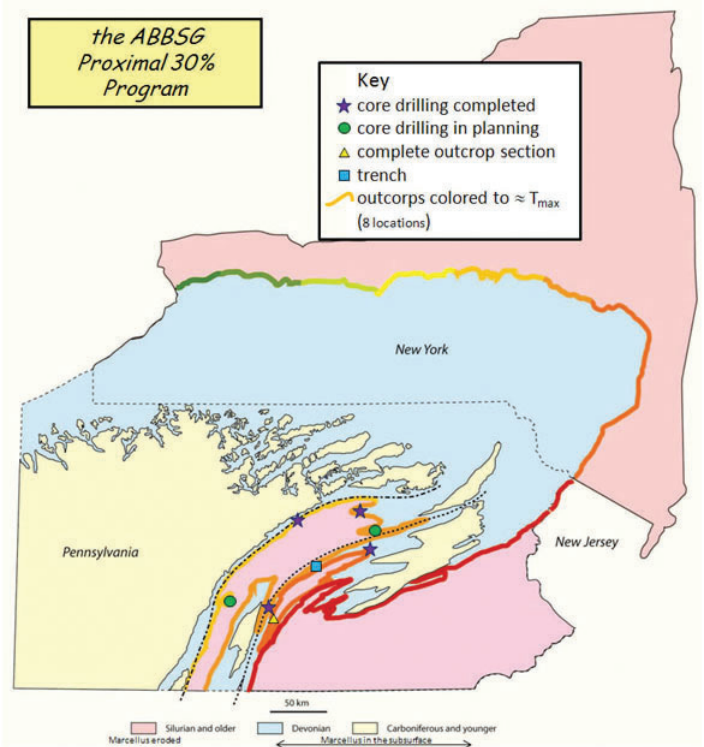 the ABBSG
Proximal 30%
Program
Key
core drilling completed
core drilling in planning
complete outcrop section
trench
outcorps colored to ≈ Tmax
(8 locations)
New York
Pennsylvania
New Jersey
50 km
Silurian and older
Devonian
Carboniferous and younger
Marcellus eroded
Marcellus in the subsurface